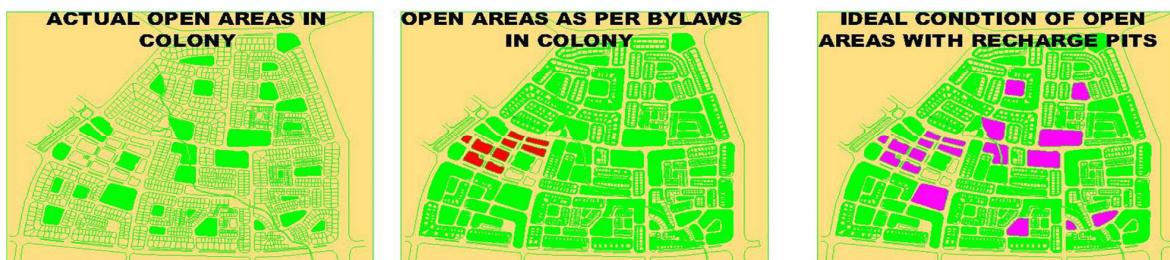 ACTUAL OPEN AREAS IN
COLONY
OPEN AREAS AS PER BYLAWS
IN COLONY
IDEAL CONDTION OF OPEN
AREAS WITH RECHARGE PITS